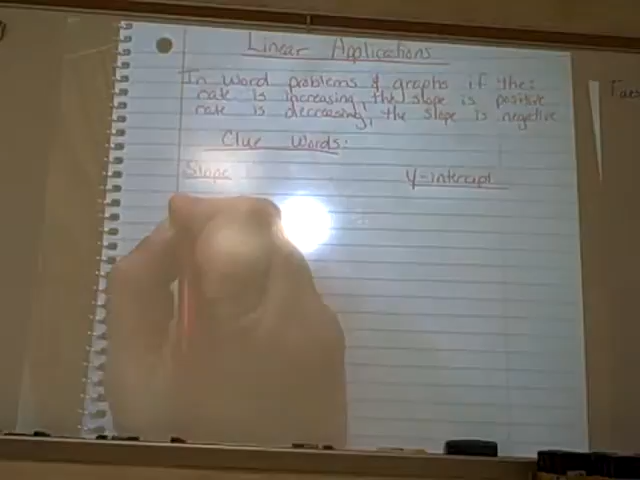 Linear Applications
In word problems & graphs if the:
rate is increasing, the slope is positive
rate is decreasing, the slope is negative
Clue Words:
Slope
y-intercept